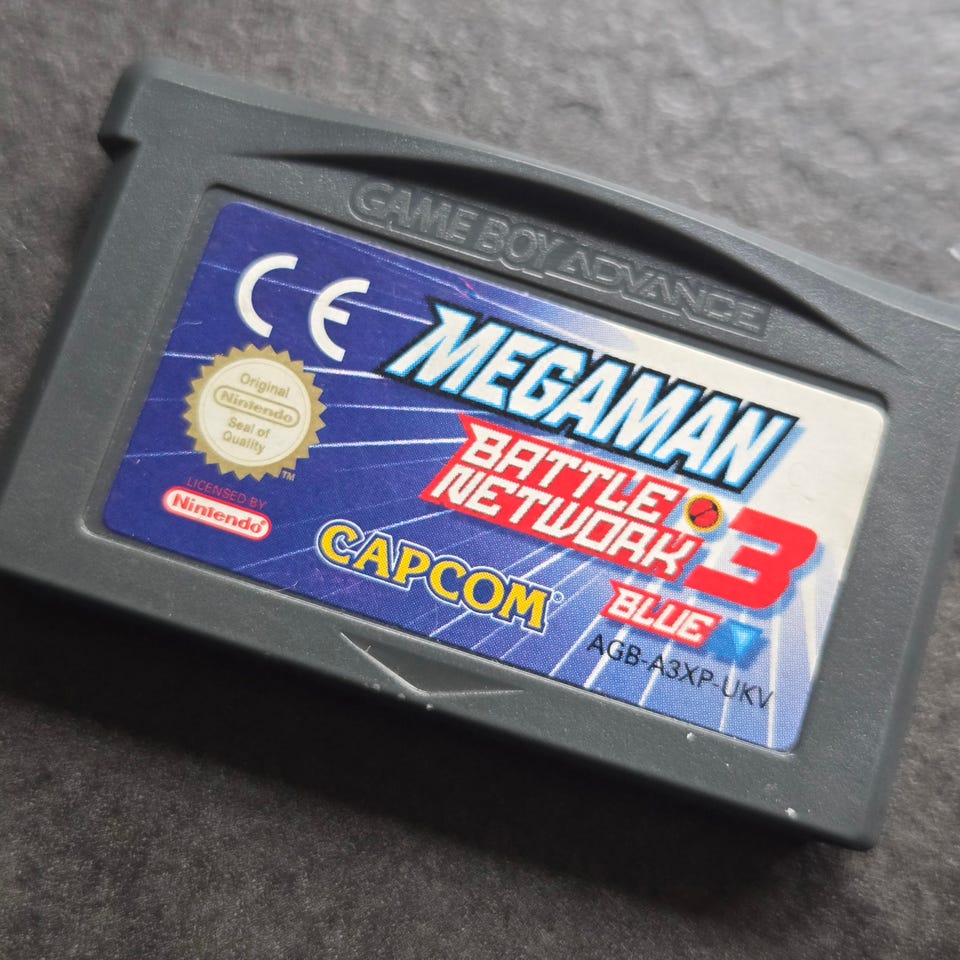 GAME BOY ADVANCE
CE
MEGAMAN
BATTLE
NETWORK 3
BLUE
Original
Nintendo
Seal of
Quality
TM
LICENSED BY
Nintendo®
CAPCOM®
AGB-A3XP-UKV